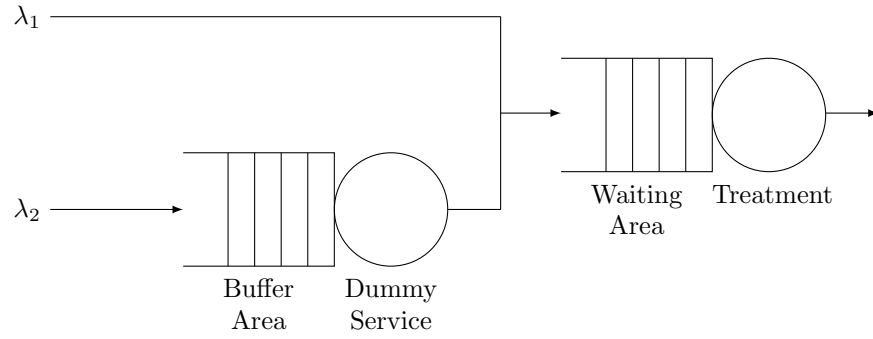 λ₁
Waiting Area
Treatment
λ₂
Buffer Area
Dummy Service